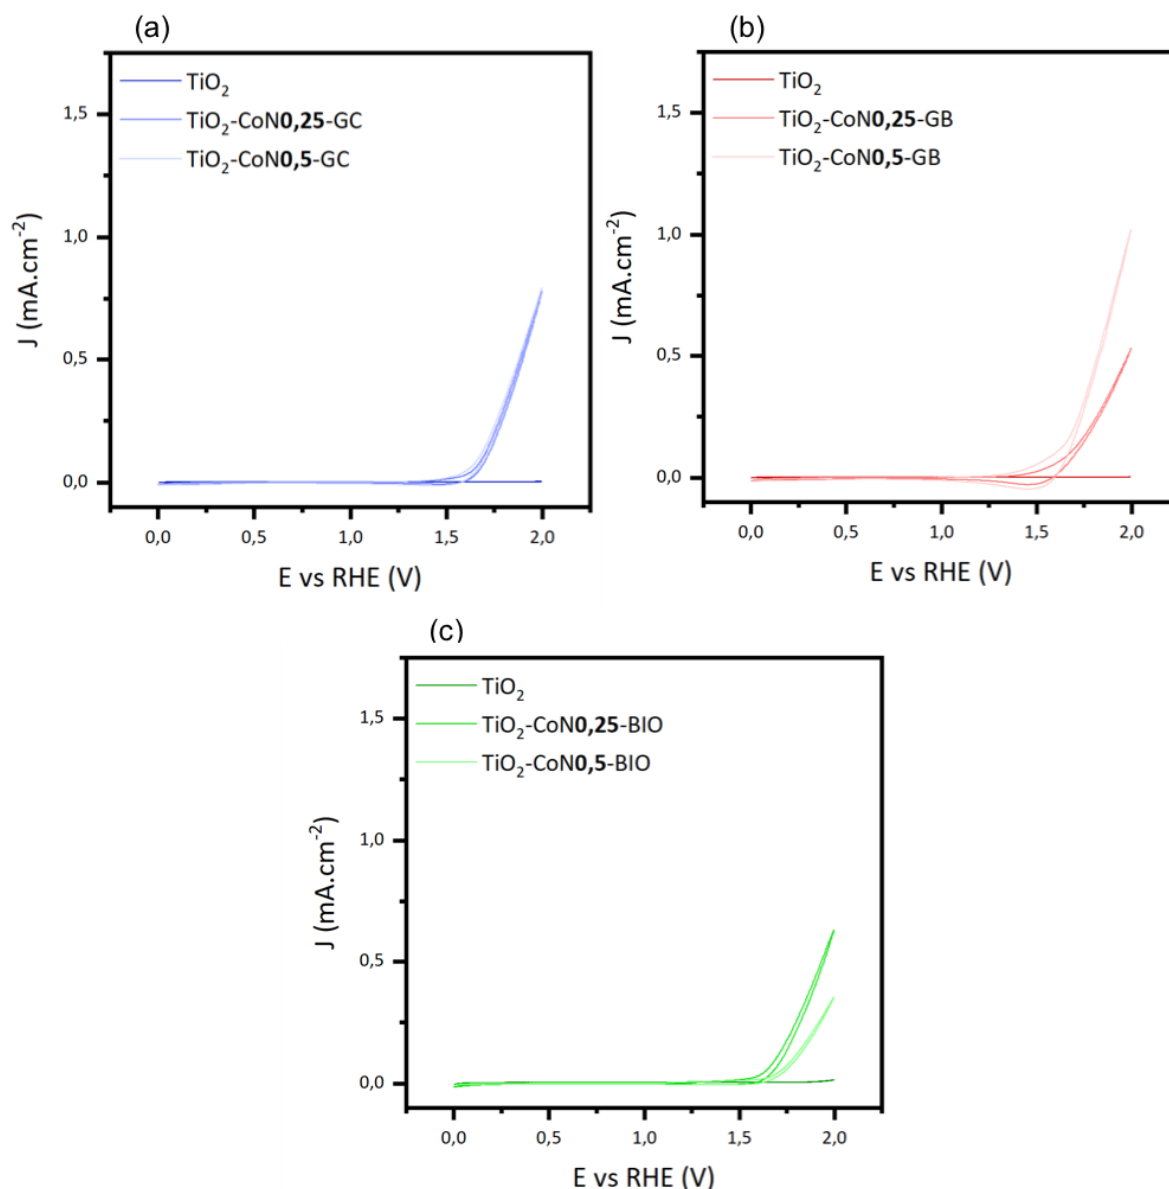 (a)
TiO₂
TiO₂-CoN0,25-GC
TiO₂-CoN0,5-GC
1,5
1,0
0,5
0,0
J (mA.cm⁻²)
0,0 0,5 1,0 1,5 2,0
E vs RHE (V)
(b)
TiO₂
TiO₂-CoN0,25-GB
TiO₂-CoN0,5-GB
1,5
1,0
0,5
0,0
J (mA.cm⁻²)
0,0 0,5 1,0 1,5 2,0
E vs RHE (V)
(c)
TiO₂
TiO₂-CoN0,25-BIO
TiO₂-CoN0,5-BIO
1,5
1,0
0,5
0,0
J (mA.cm⁻²)
0,0 0,5 1,0 1,5 2,0
E vs RHE (V)